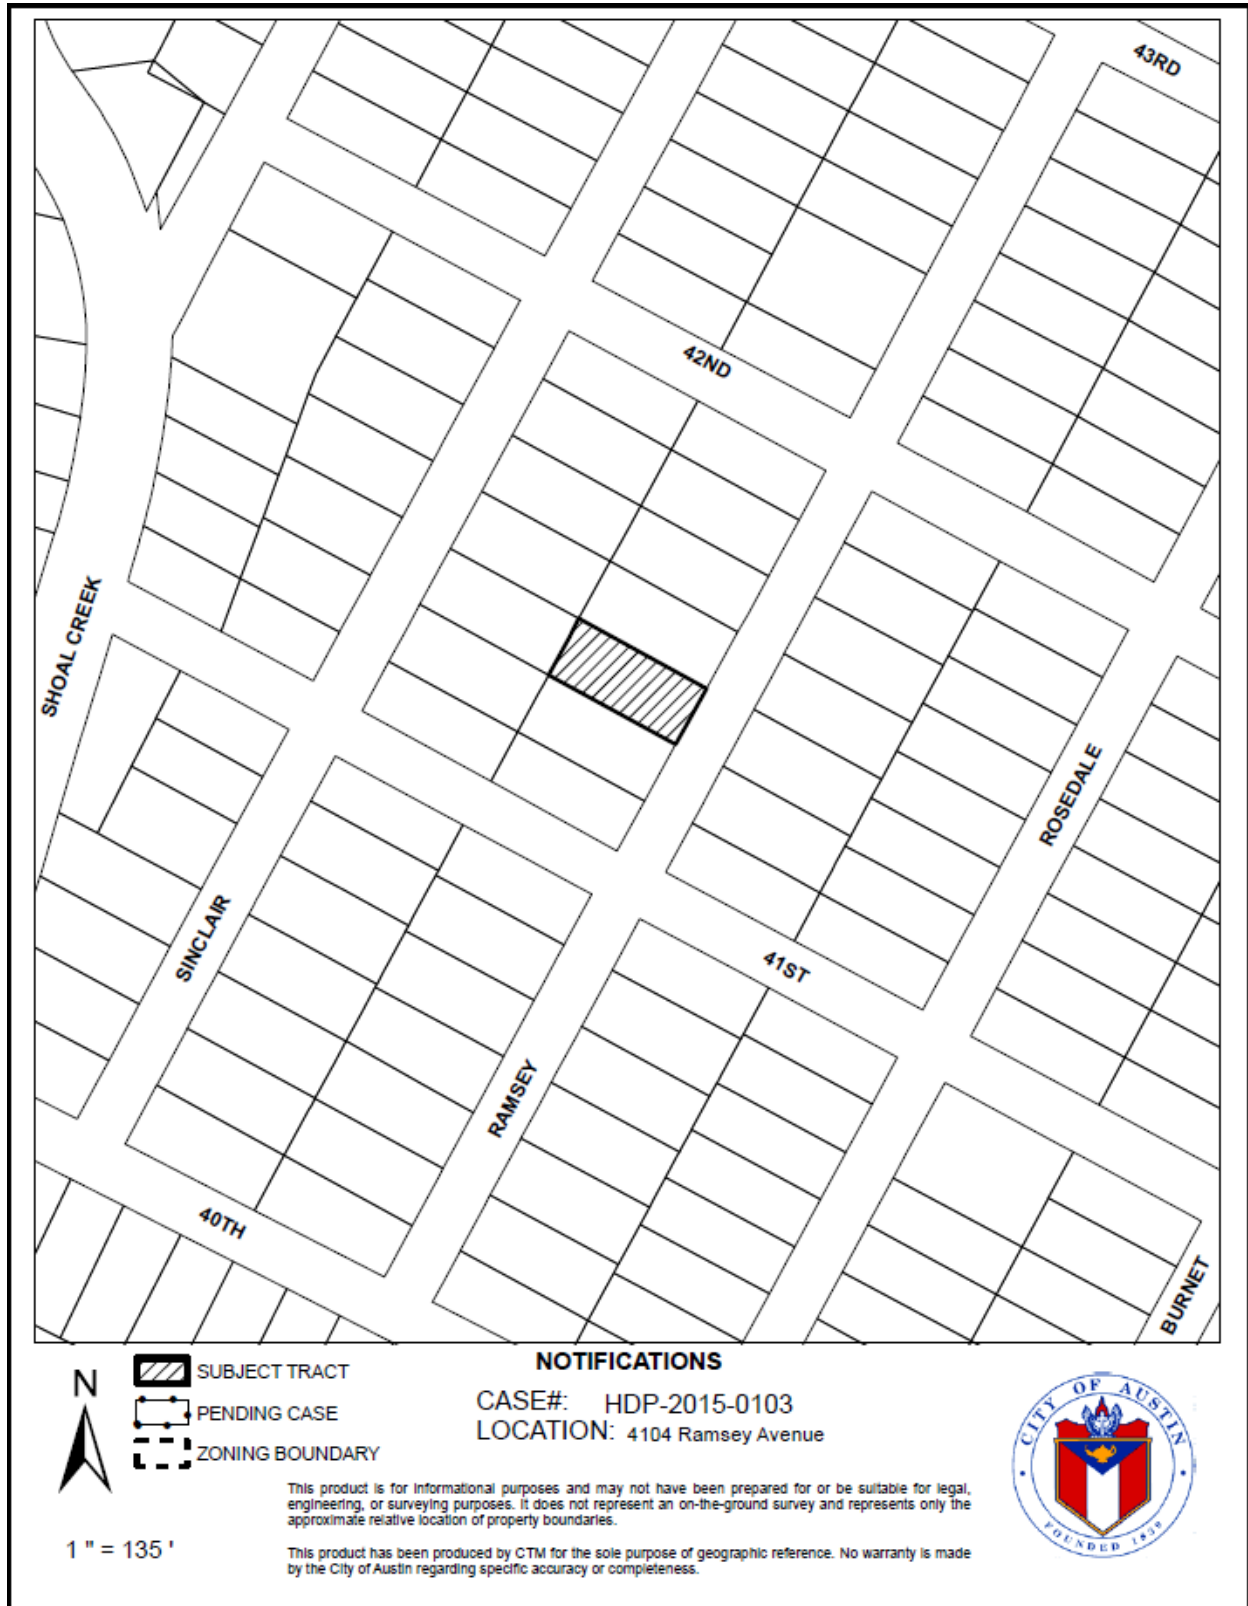 43RD
42ND
SHOAL CREEK
ROSEDALE
SINCLAIR
41ST
RAMSEY
40TH
BURNET
N
SUBJECT TRACT
PENDING CASE
ZONING BOUNDARY
1 " = 135 '
NOTIFICATIONS
CASE#: HDP-2015-0103
LOCATION: 4104 Ramsey Avenue
This product is for informational purposes and may not have been prepared for or be suitable for legal,
engineering, or surveying purposes. It does not represent an on-the-ground survey and represents only the
approximate relative location of property boundaries.
This product has been produced by CTM for the sole purpose of geographic reference. No warranty is made
by the City of Austin regarding specific accuracy or completeness.
CITY OF AUSTIN
FOUNDED 1839